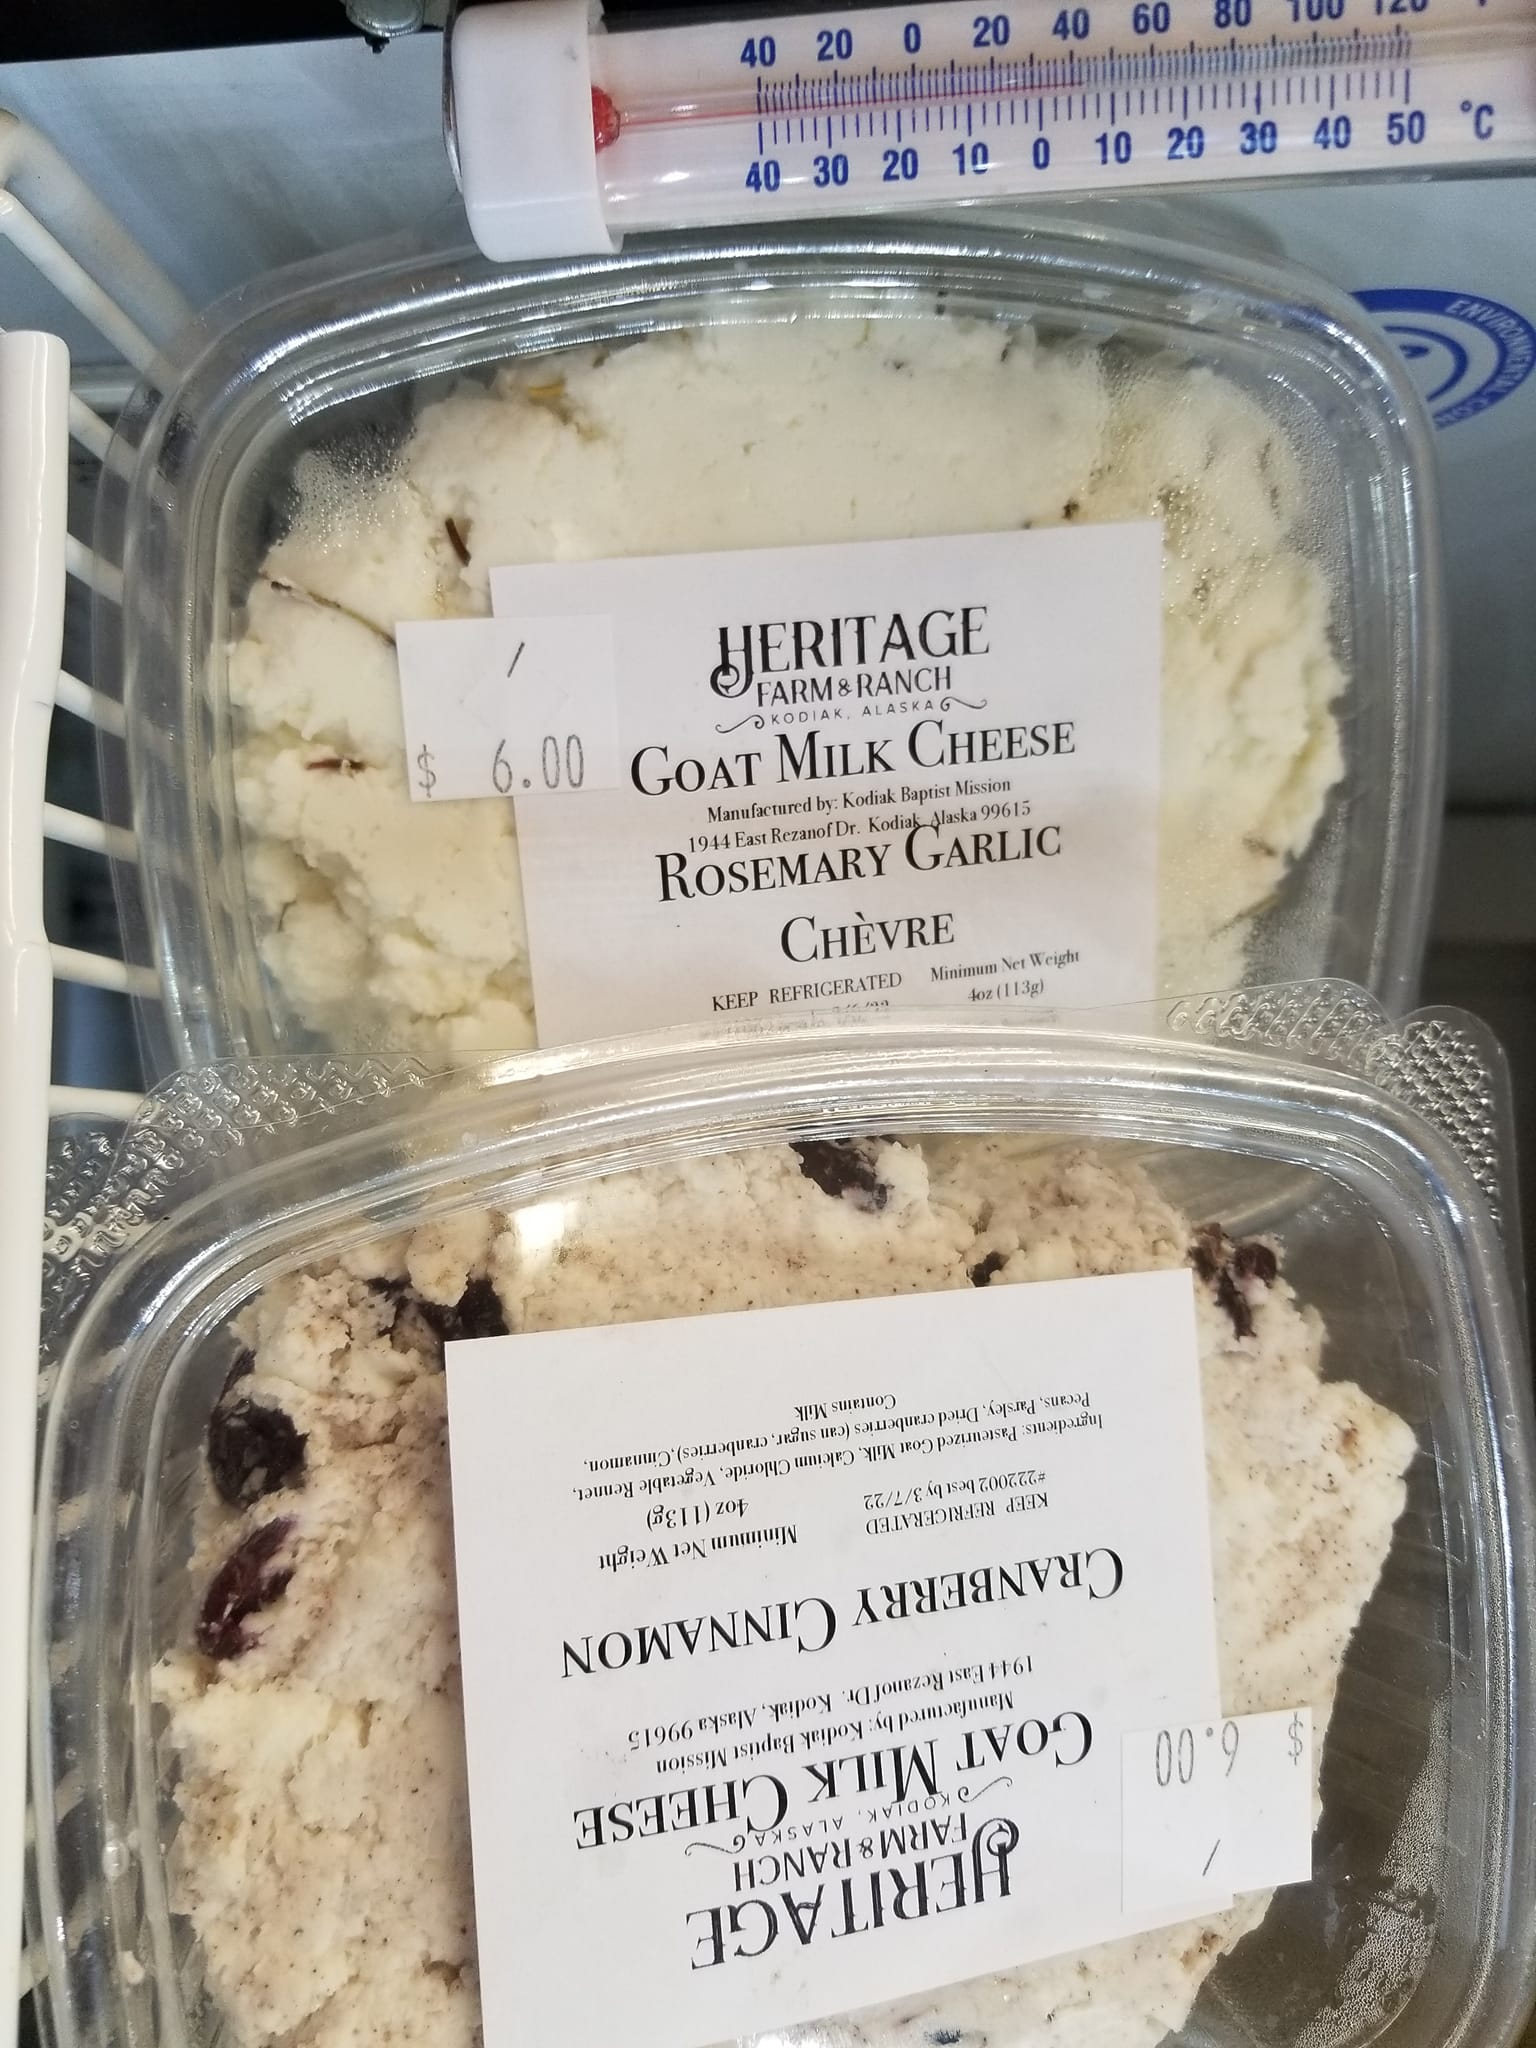 40 20 0 20 40 60 80 100 120
40 30 20 10 0 10 20 30 40 50 °C
ENVIRONMENTAL CON
/
$ 6.00
HERITAGE
FARM & RANCH
KODIAK, ALASKA
GOAT MILK CHEESE
Manufactured by: Kodiak Baptist Mission
1944 East Rezanof Dr. Kodiak, Alaska 99615
ROSEMARY GARLIC
CHÈVRE
KEEP REFRIGERATED Minimum Net Weight
4oz (113g)
HERITAGE
FARM & RANCH
KODIAK, ALASKA
GOAT MILK CHEESE
Manufactured by: Kodiak Baptist Mission
1944 East Rezanof Dr. Kodiak, Alaska 99615
CRANBERRY CINNAMON
KEEP REFRIGERATED Minimum Net Weight
#222002 best by 3/7/22 4oz (113g)
Ingredients: Pasteurized Goat Milk, Calcium Chloride, Vegetable Rennet,
Pecans, Parsley, Dried cranberries (can sugar, cranberries),Cinnamon,
Contains Milk
/
$ 6.00